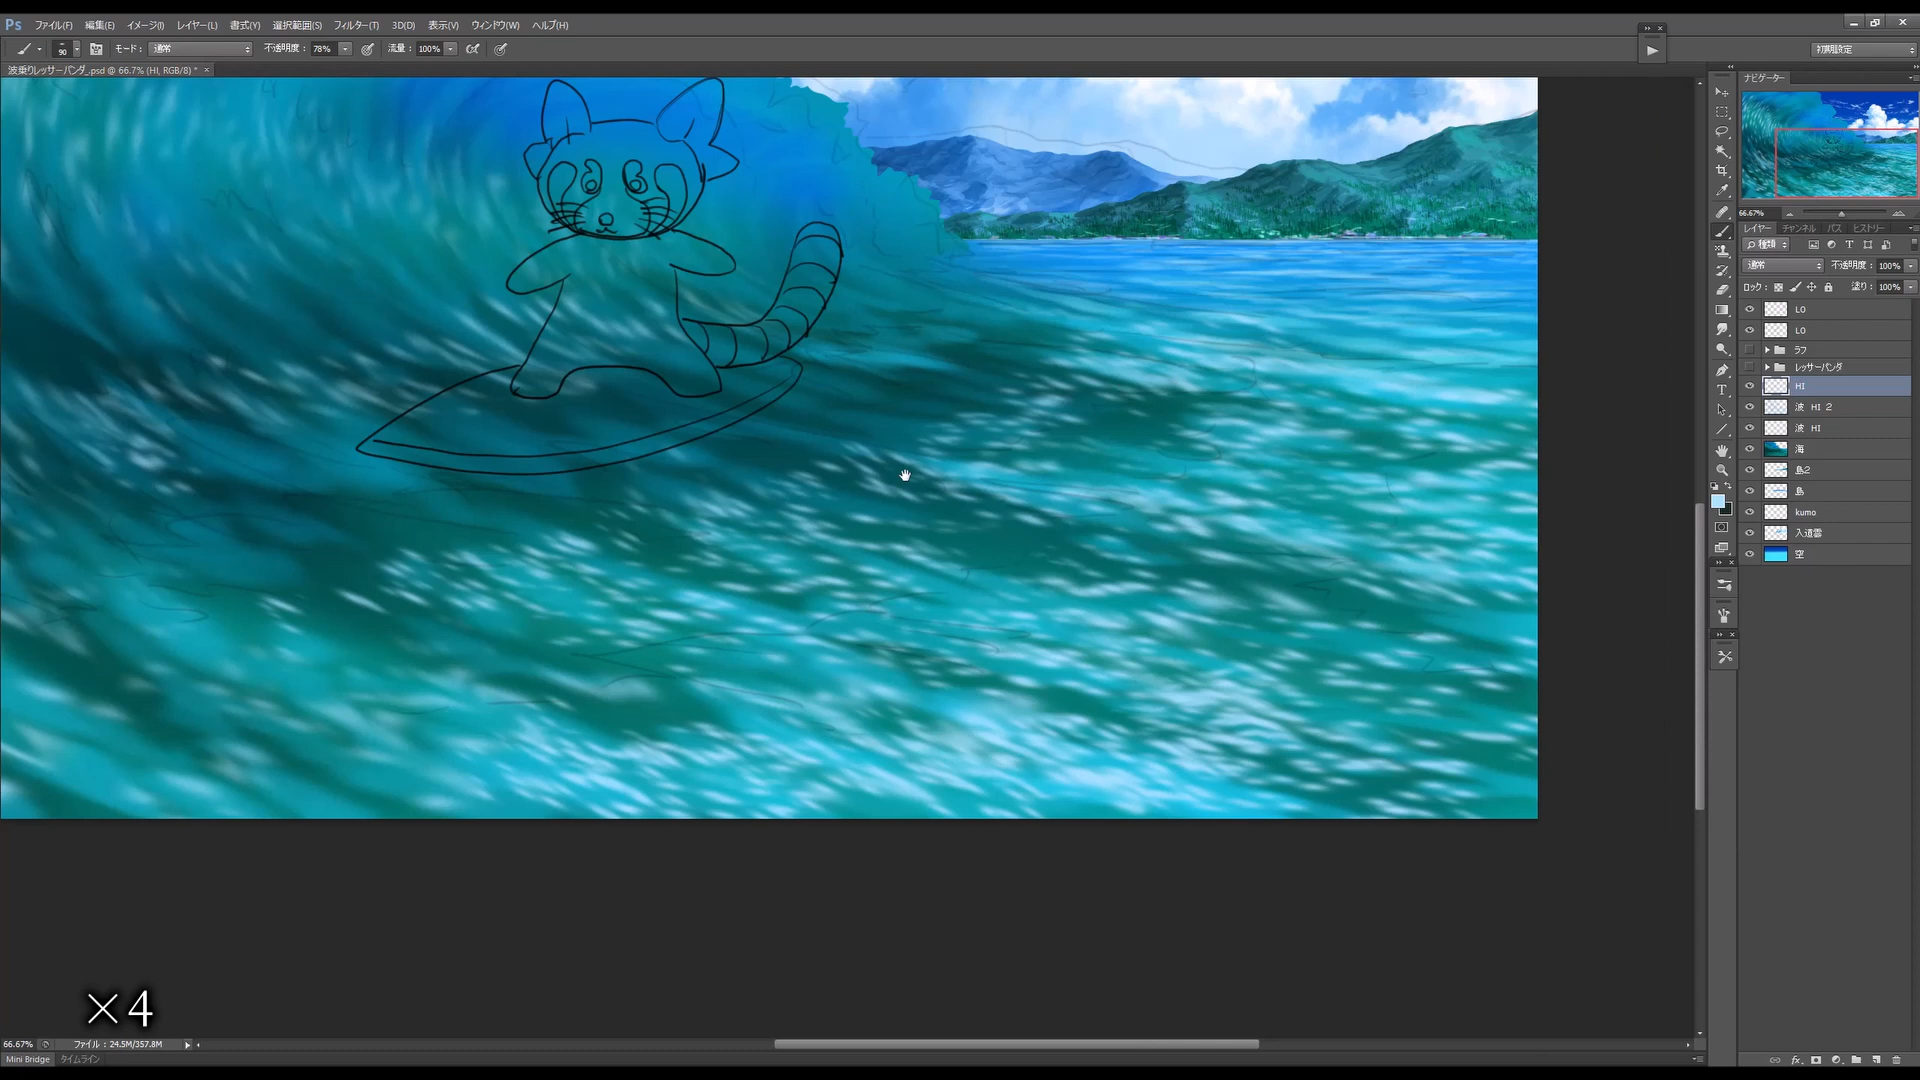 Ps ファイル(F) 編集(E) イメージ(I) レイヤー(L) 書式(Y) 選択範囲(S) フィルター(T) 3D(D) 表示(V) ウィンドウ(W) ヘルプ(H)
90 モード： 通常 不透明度： 78% 流量： 100% 初期設定
波乗りレッサーパンダ_.psd @ 66.7% (HI, RGB/8) * ×
ナビゲーター
66.67%
レイヤー チャンネル パス ヒストリー
種類
通常 不透明度： 100%
ロック： 塗り： 100%
LO
LO
ラフ
レッサーパンダ
HI
波 HI 2
波 HI
海
島2
島
kumo
入道雲
空
×4
66.67% ファイル：24.5M/357.8M
Mini Bridge タイムライン